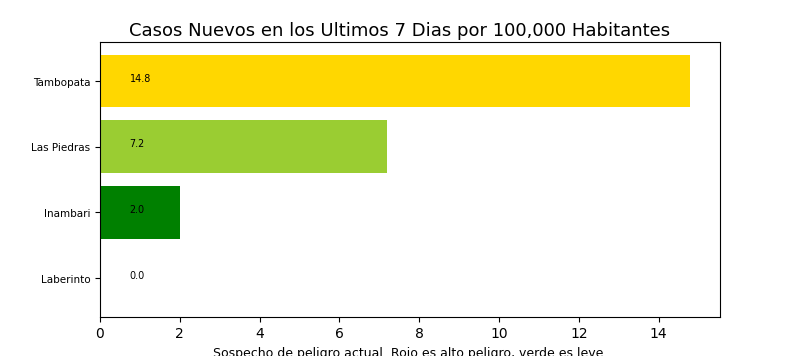 Casos Nuevos en los Ultimos 7 Dias por 100,000 Habitantes
Tambopata 14.8
Las Piedras 7.2
Inambari 2.0
Laberinto 0.0
0 2 4 6 8 10 12 14
Sospecho de peligro actual. Rojo es alto peligro, verde es leve